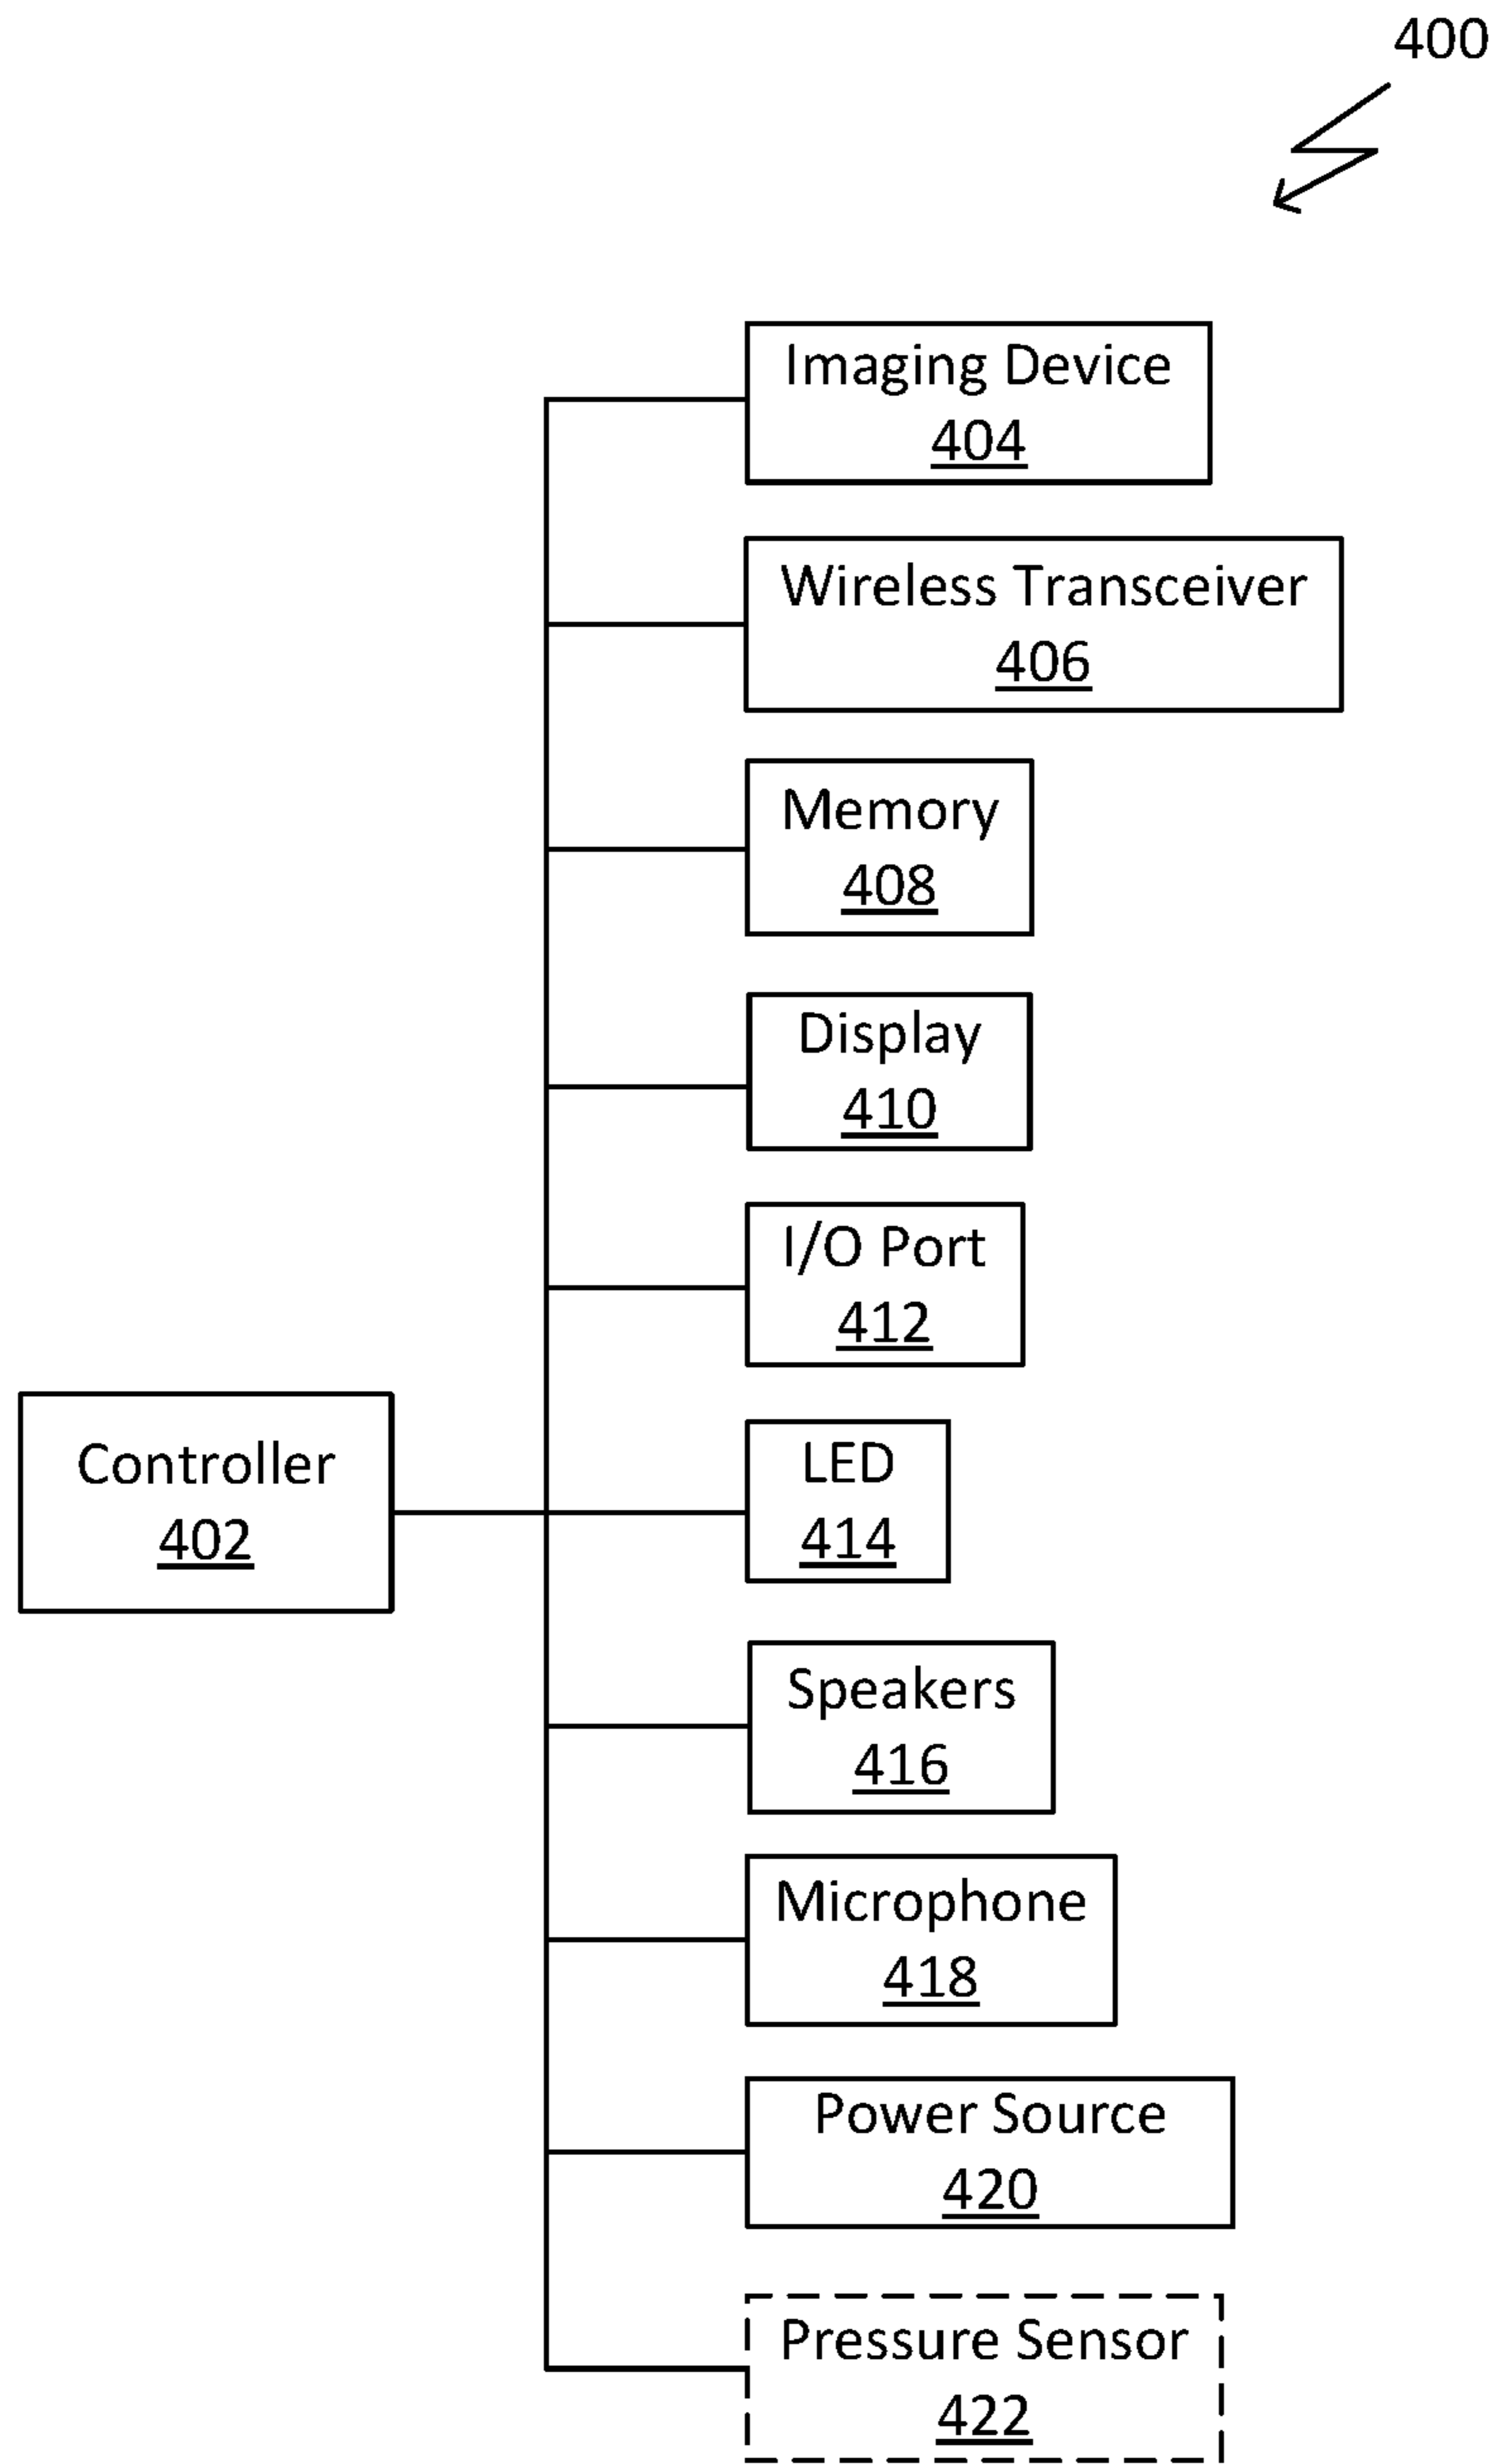 400
Imaging Device
404
Wireless Transceiver
406
Memory
408
Display
410
I/O Port
412
Controller
402
LED
414
Speakers
416
Microphone
418
Power Source
420
Pressure Sensor
422